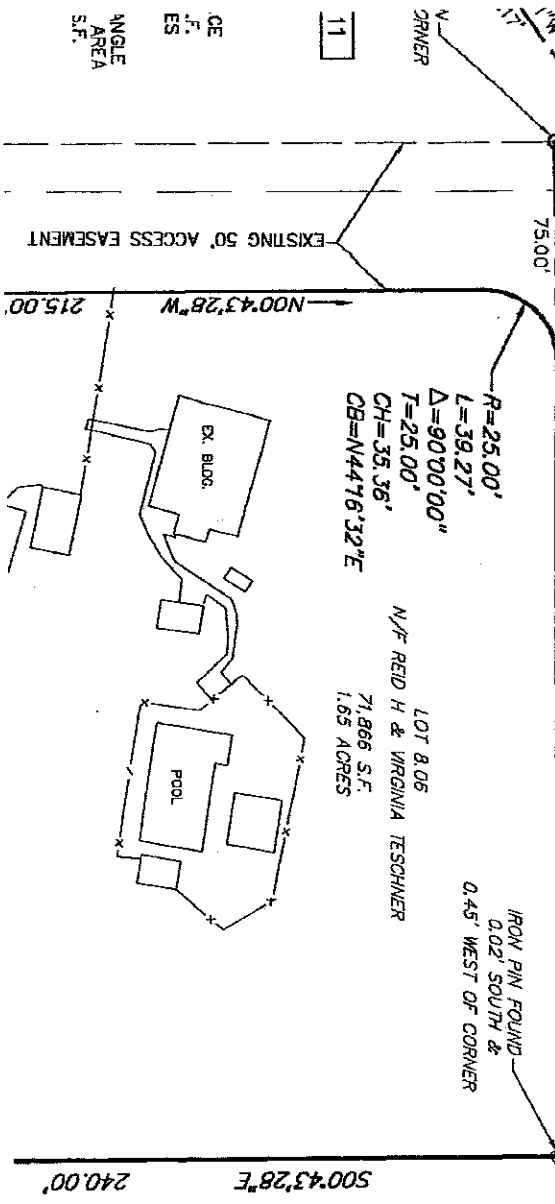 11
75.00'
EXISTING 50' ACCESS EASEMENT
N00°43'28"W
215.00'
R=25.00'
L=39.27'
Δ=90°00'00"
T=25.00'
CH=35.36'
CB=N44°16'32"E
LOT 8.06
N/F REID H & VIRGINIA TESCHNER
71,866 S.F.
1.65 ACRES
EX. BLDG.
POOL
IRON PIN FOUND
0.02' SOUTH &
0.45' WEST OF CORNER
S00°43'28"E
240.00'
AREA
S.F.